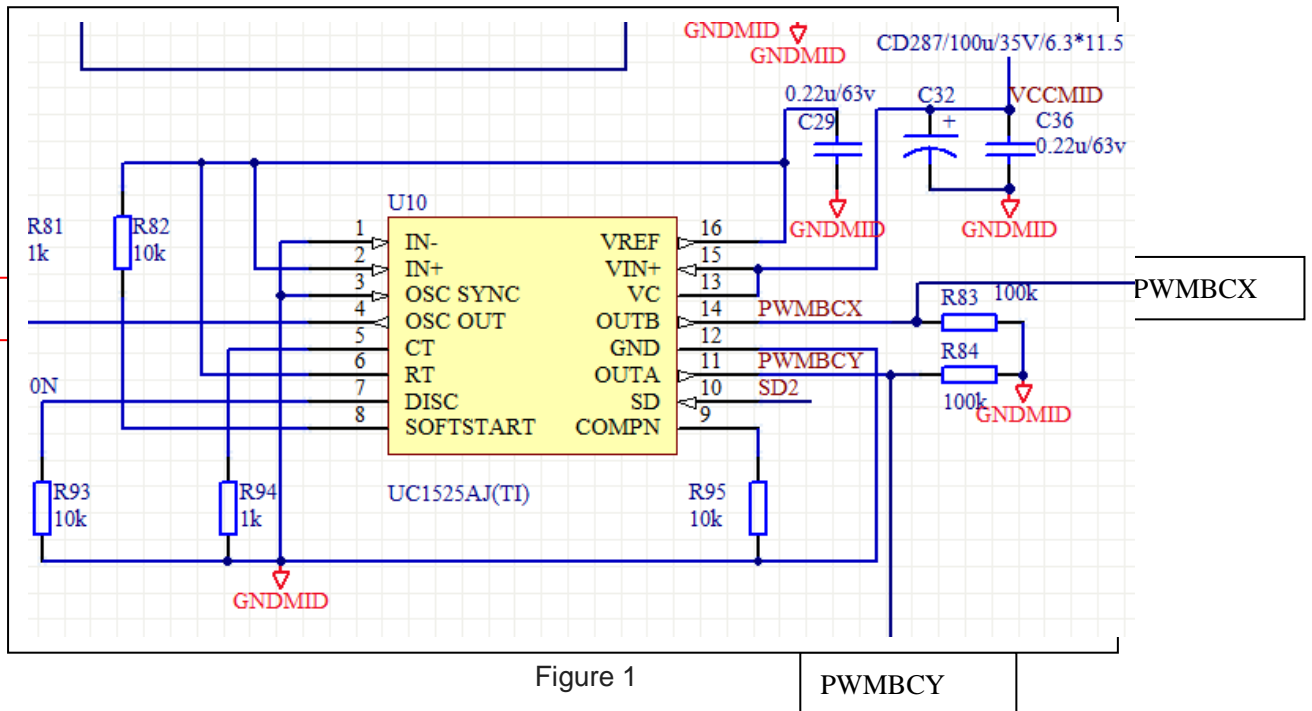 GNDMID
GNDMID
CD287/100u/35V/6.3*11.5
0.22u/63v
C29
C32
VCCMID
+
C36
0.22u/63v
R81
1k
R82
10k
U10
GNDMID
GNDMID
1 IN- VREF 16
2 IN+ VIN+ 15
3 OSC SYNC VC 13
4 OSC OUT OUTB 14
5 CT GND 12
6 RT OUTA 11
7 DISC SD 10
8 SOFTSTART COMPN 9
PWMBCX
PWMBCY
SD2
R83
100k
PWMBCX
R84
100k
GNDMID
0N
R93
10k
R94
1k
UC1525AJ(TI)
R95
10k
GNDMID
Figure 1
PWMBCY